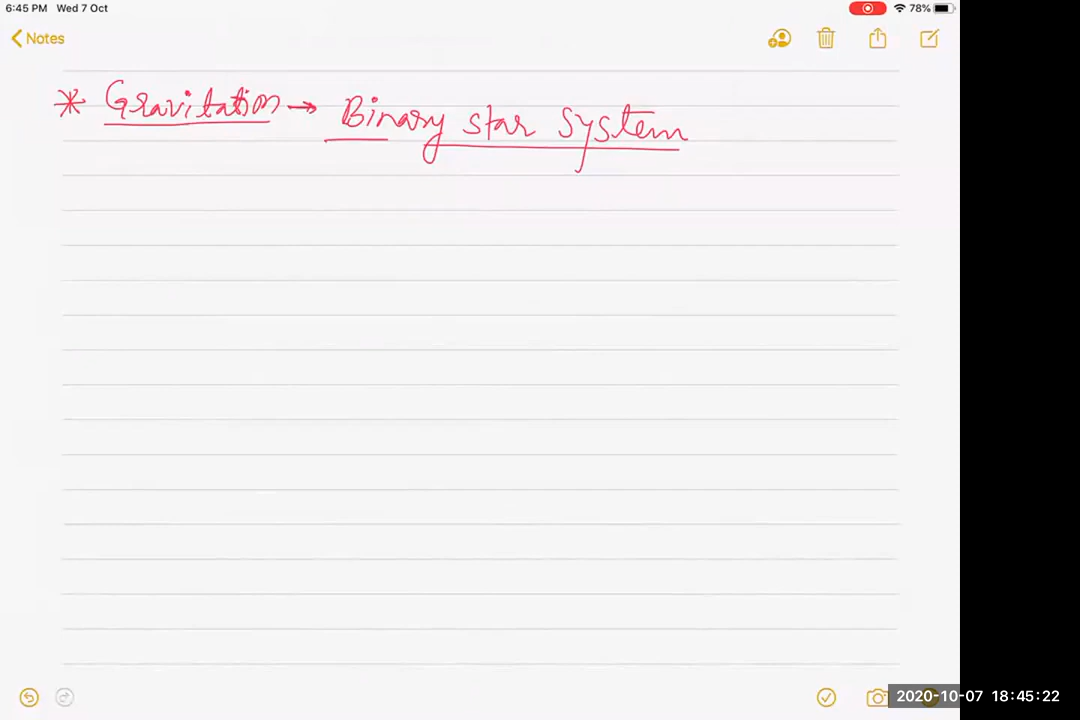 6:45 PM Wed 7 Oct 78%
Notes
* Gravitation → Binary star System
2020-10-07 18:45:22